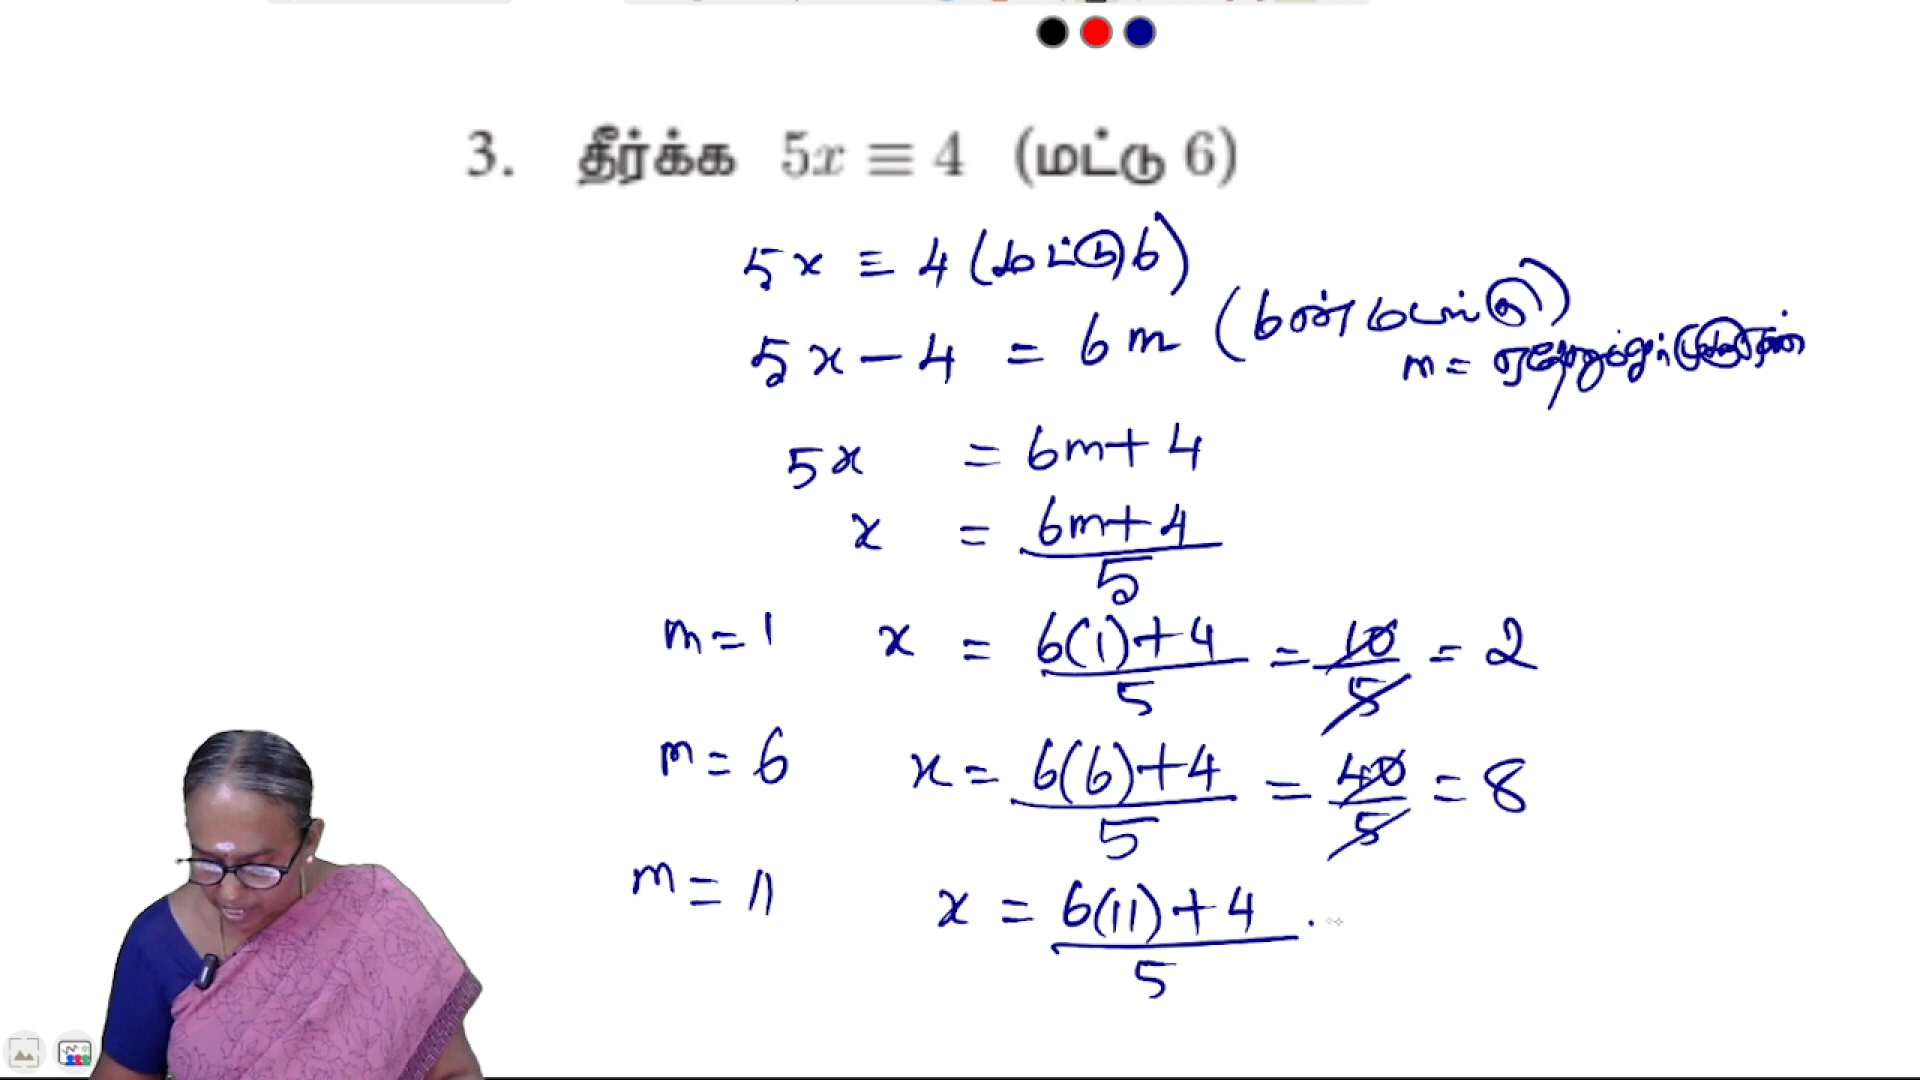 3. தீர்க்க 5x ≡ 4 (மட்டு 6)
5x ≡ 4 (மட்டு 6)
5x – 4 = 6m (6ன் மடங்கு)
m =
5x = 6m + 4
x = 6m + 4 / 5
m = 1 x = 6(1) + 4 / 5 = 10 / 5 = 2
m = 6 x = 6(6) + 4 / 5 = 40 / 5 = 8
m = 11 x = 6(11) + 4 / 5